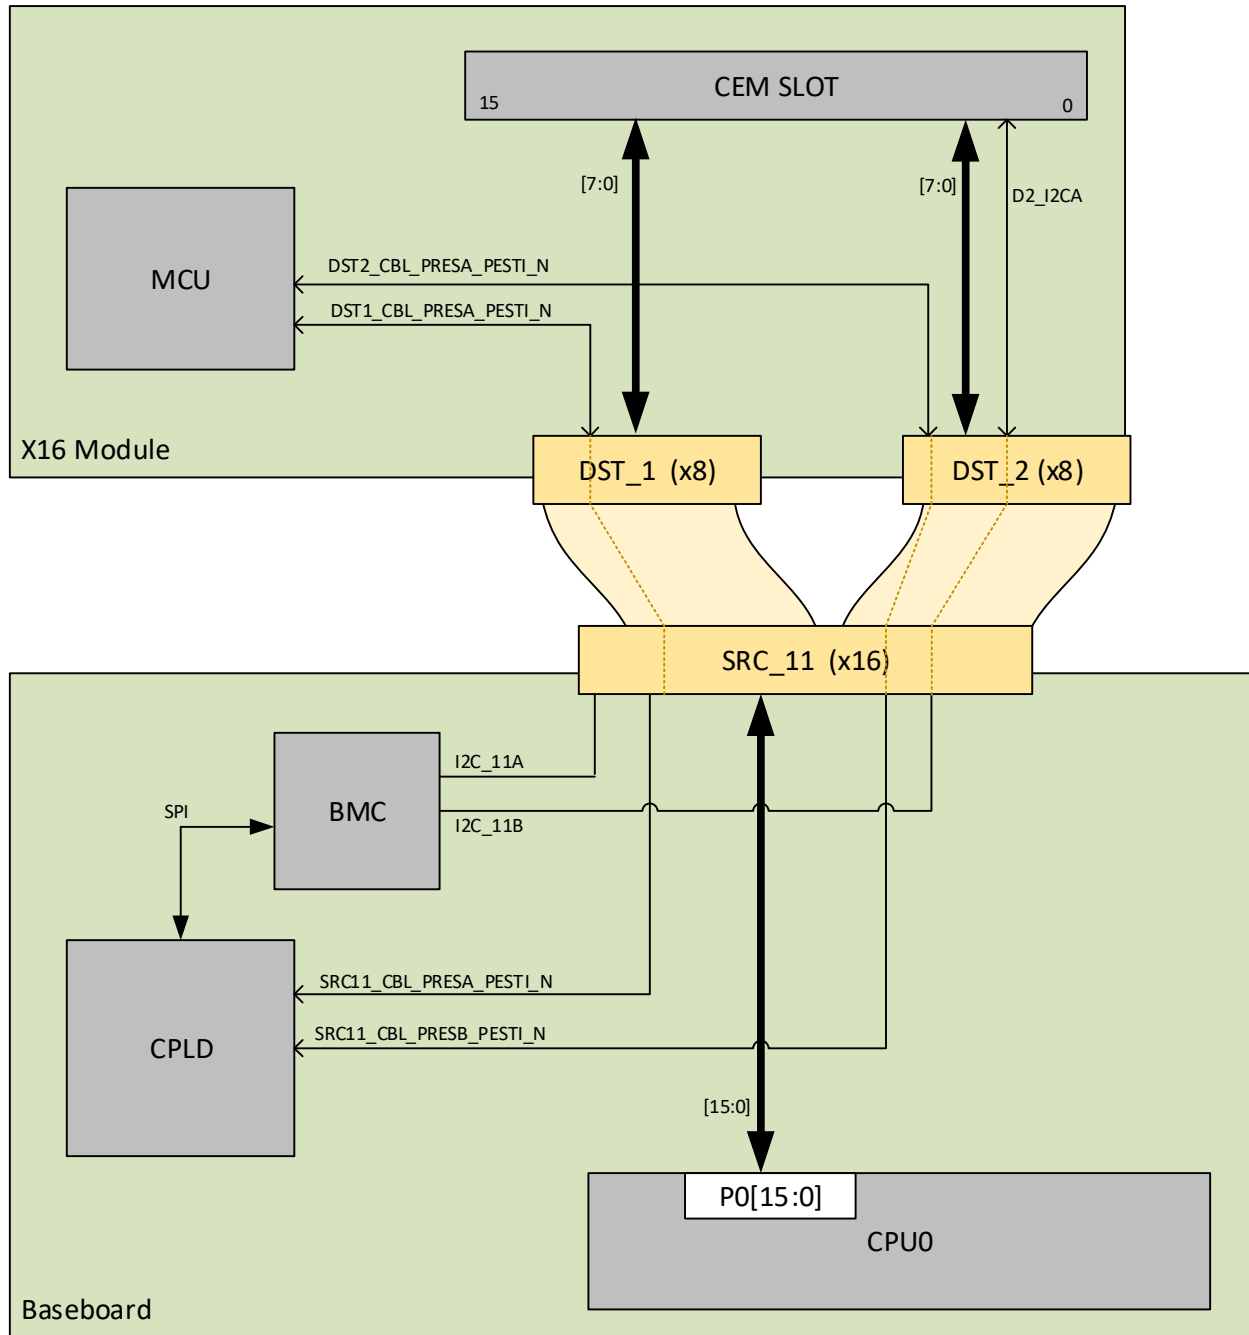 CEM SLOT
15
0
[7:0]
[7:0]
D2_I2CA
MCU
DST2_CBL_PRESA_PESTI_N
DST1_CBL_PRESA_PESTI_N
X16 Module
DST_1 (x8)
DST_2 (x8)
SRC_11 (x16)
I2C_11A
BMC
SPI
I2C_11B
SRC11_CBL_PRESA_PESTI_N
SRC11_CBL_PRESB_PESTI_N
CPLD
[15:0]
P0[15:0]
CPU0
Baseboard